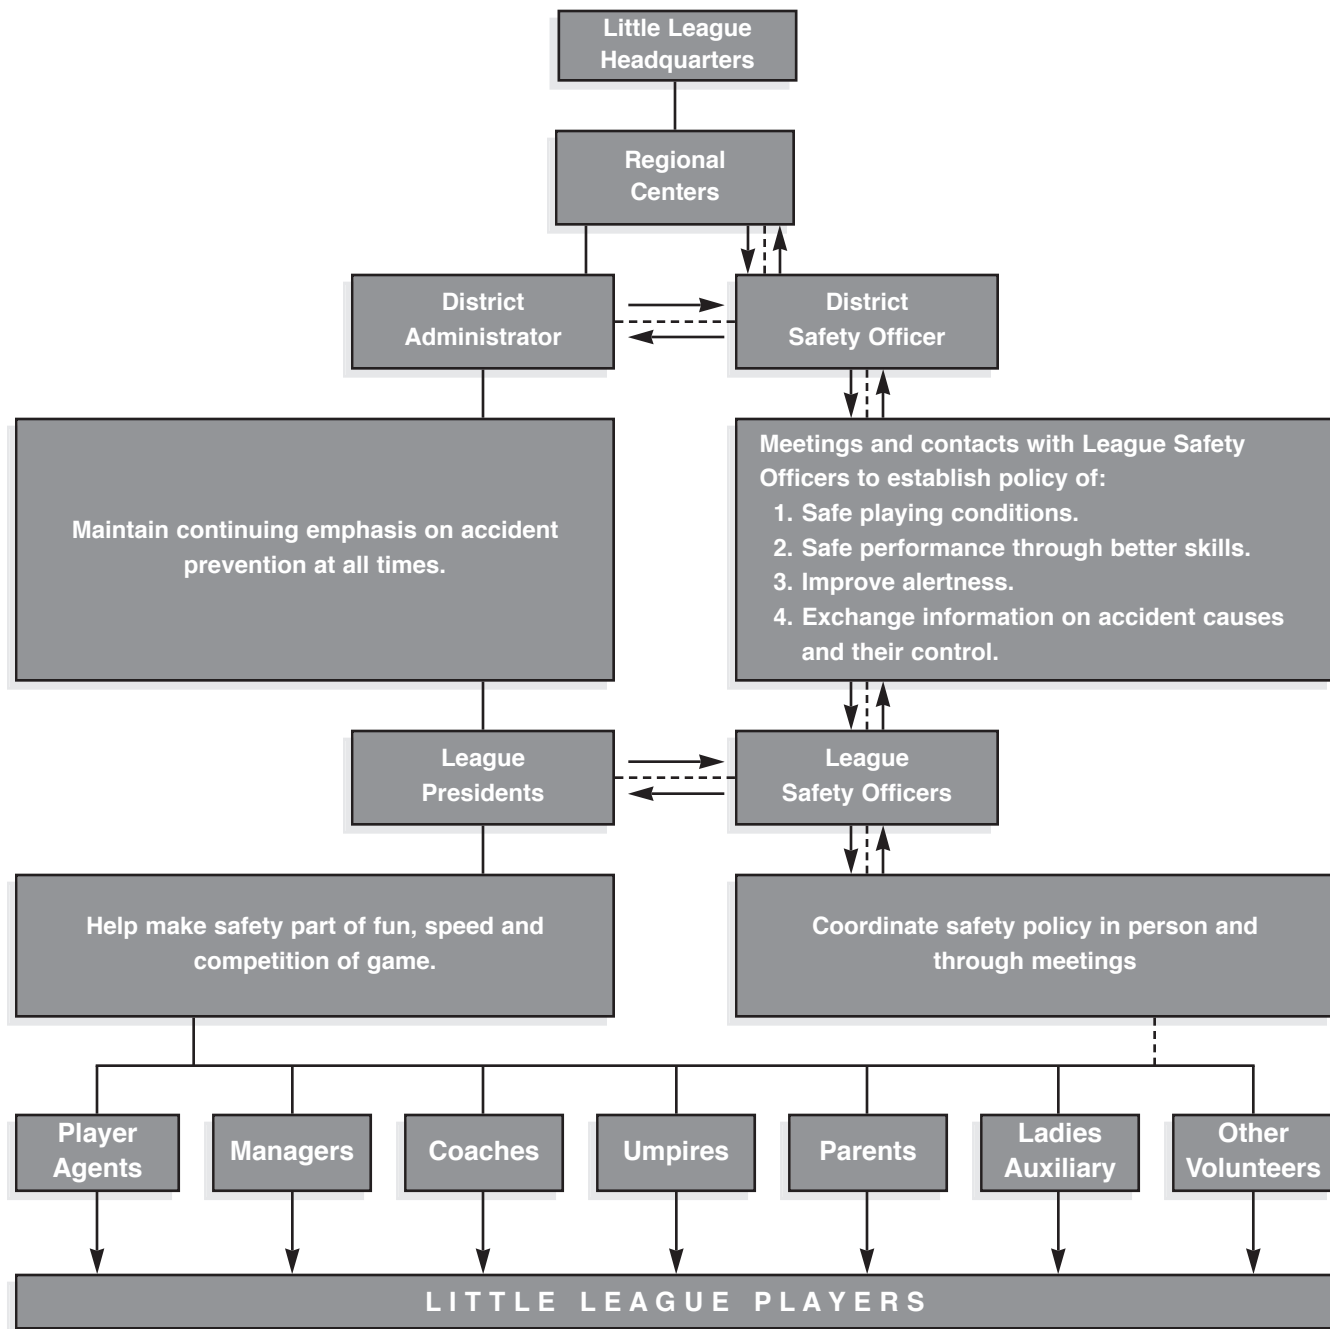 Little League
Headquarters
Regional
Centers
District
Administrator
District
Safety Officer
Maintain continuing emphasis on accident
prevention at all times.
Meetings and contacts with League Safety
Officers to establish policy of:
1. Safe playing conditions.
2. Safe performance through better skills.
3. Improve alertness.
4. Exchange information on accident causes
and their control.
League
Presidents
League
Safety Officers
Help make safety part of fun, speed and
competition of game.
Coordinate safety policy in person and
through meetings
Player
Agents
Managers
Coaches
Umpires
Parents
Ladies
Auxiliary
Other
Volunteers
LITTLE LEAGUE PLAYERS